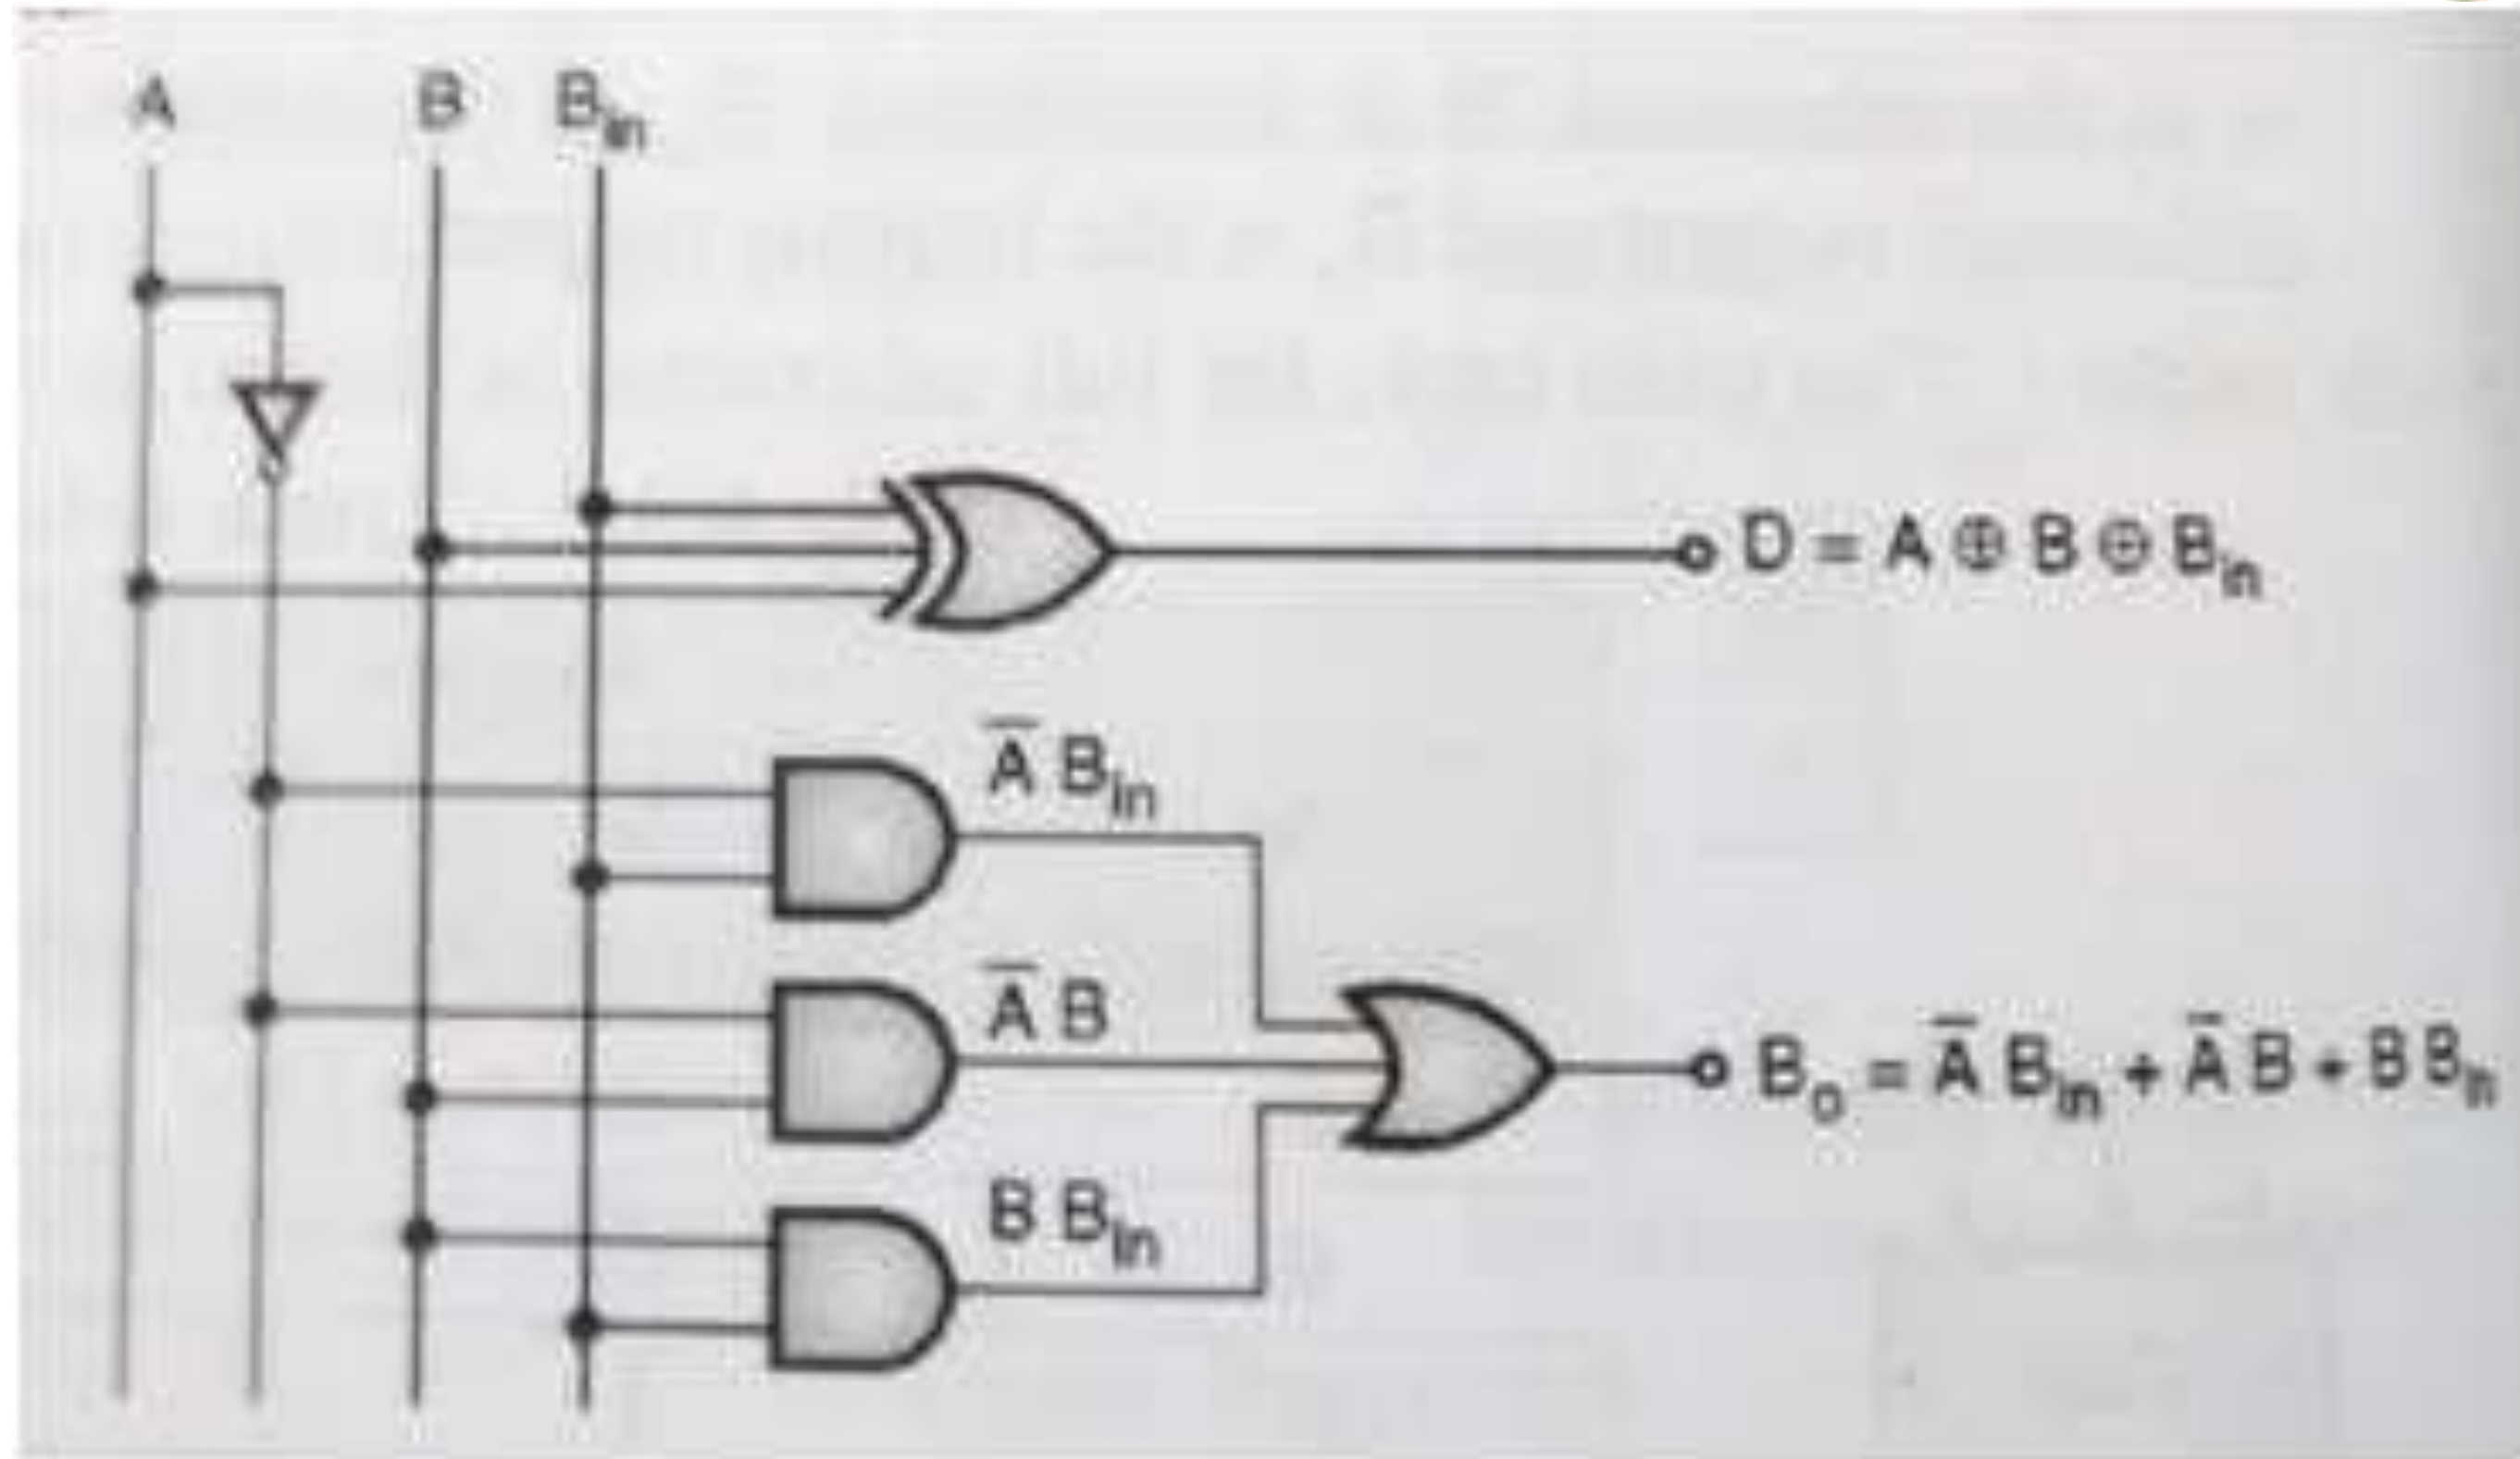 A B Bin
D = A ⊕ B ⊕ Bin
A̅ Bin
A̅ B
Bo = A̅ Bin + A̅ B + B Bin
B Bin